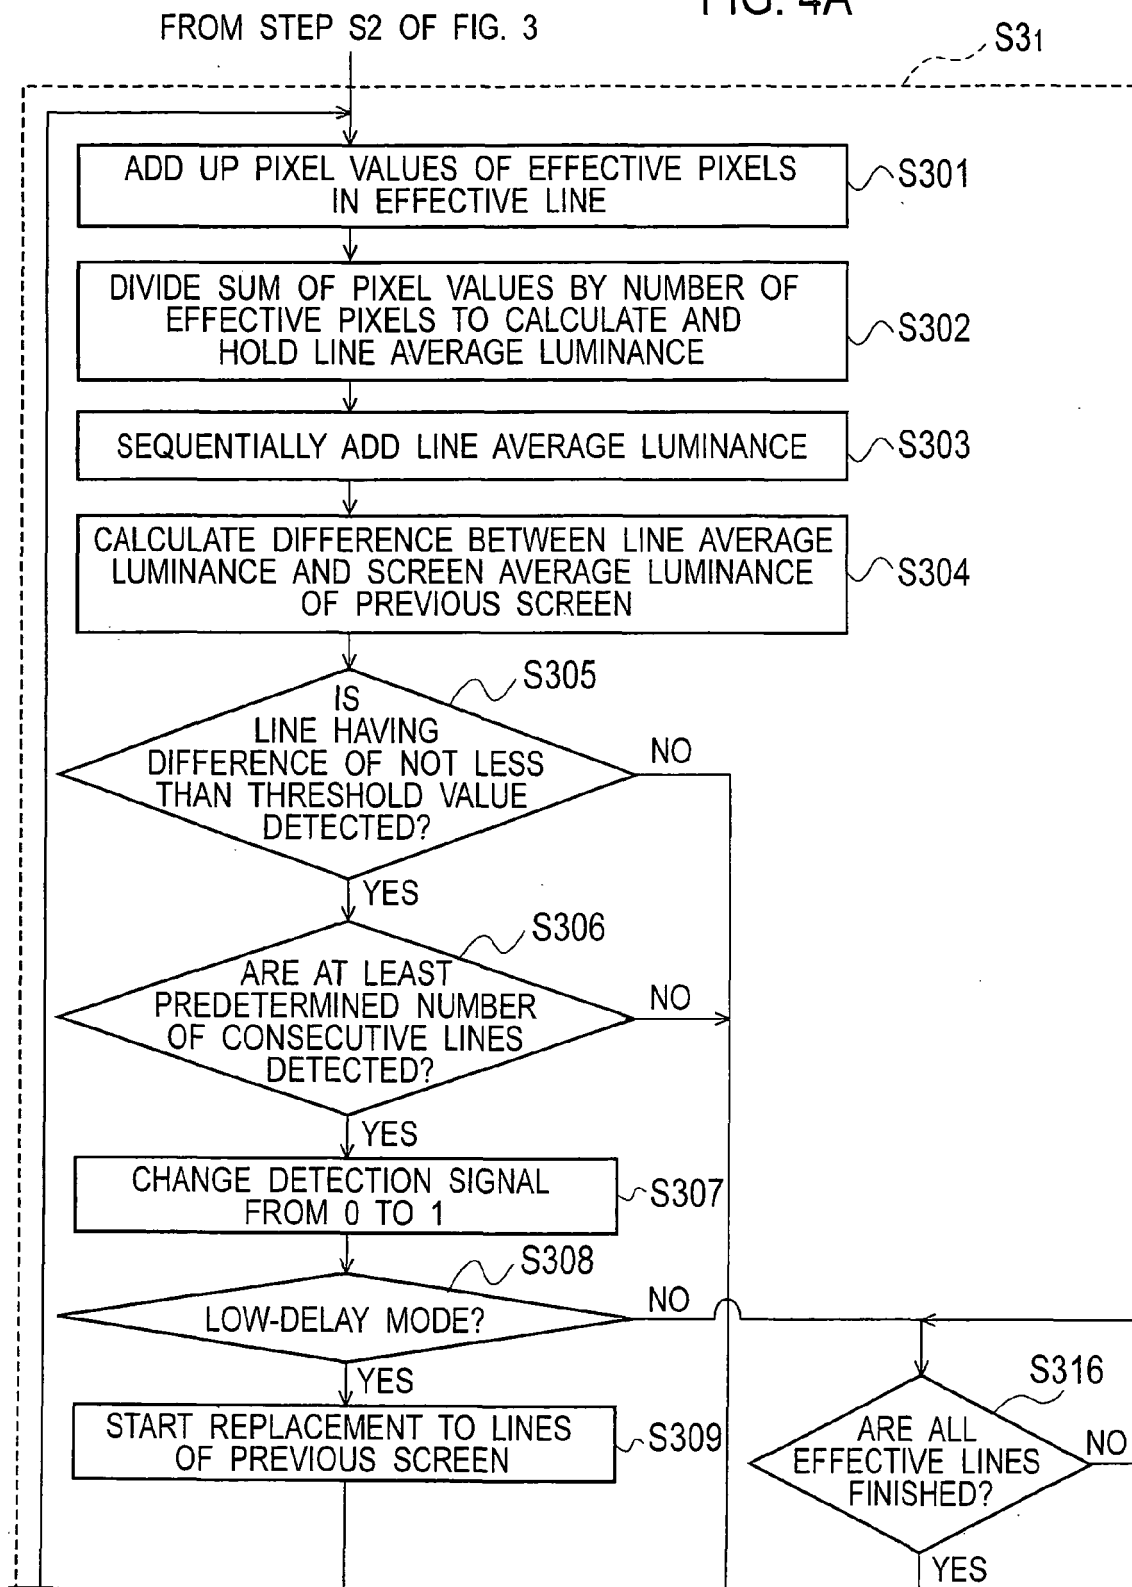 FIG. 4A
FROM STEP S2 OF FIG. 3
S31
ADD UP PIXEL VALUES OF EFFECTIVE PIXELS
IN EFFECTIVE LINE
S301
DIVIDE SUM OF PIXEL VALUES BY NUMBER OF
EFFECTIVE PIXELS TO CALCULATE AND
HOLD LINE AVERAGE LUMINANCE
S302
SEQUENTIALLY ADD LINE AVERAGE LUMINANCE
S303
CALCULATE DIFFERENCE BETWEEN LINE AVERAGE
LUMINANCE AND SCREEN AVERAGE LUMINANCE
OF PREVIOUS SCREEN
S304
S305
IS
LINE HAVING
DIFFERENCE OF NOT LESS
THAN THRESHOLD VALUE
DETECTED?
NO
YES
S306
ARE AT LEAST
PREDETERMINED NUMBER
OF CONSECUTIVE LINES
DETECTED?
NO
YES
CHANGE DETECTION SIGNAL
FROM 0 TO 1
S307
S308
LOW-DELAY MODE?
NO
YES
START REPLACEMENT TO LINES
OF PREVIOUS SCREEN
S309
S316
ARE ALL
EFFECTIVE LINES
FINISHED?
NO
YES